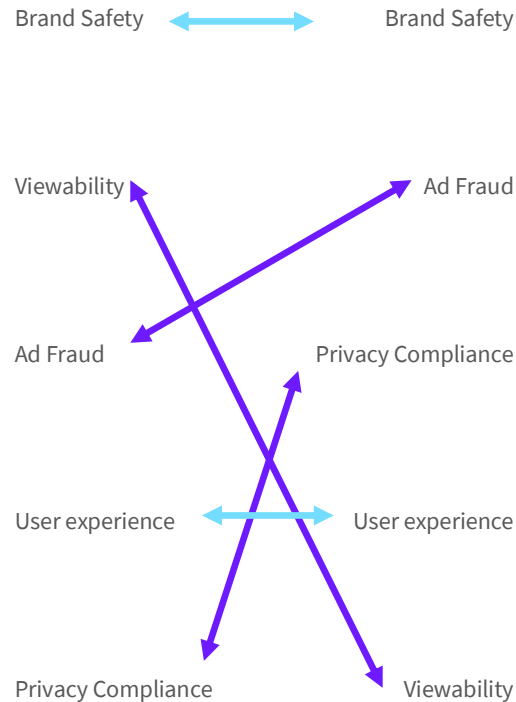 Brand Safety
Brand Safety
Viewability
Ad Fraud
Ad Fraud
Privacy Compliance
User experience
User experience
Privacy Compliance
Viewability